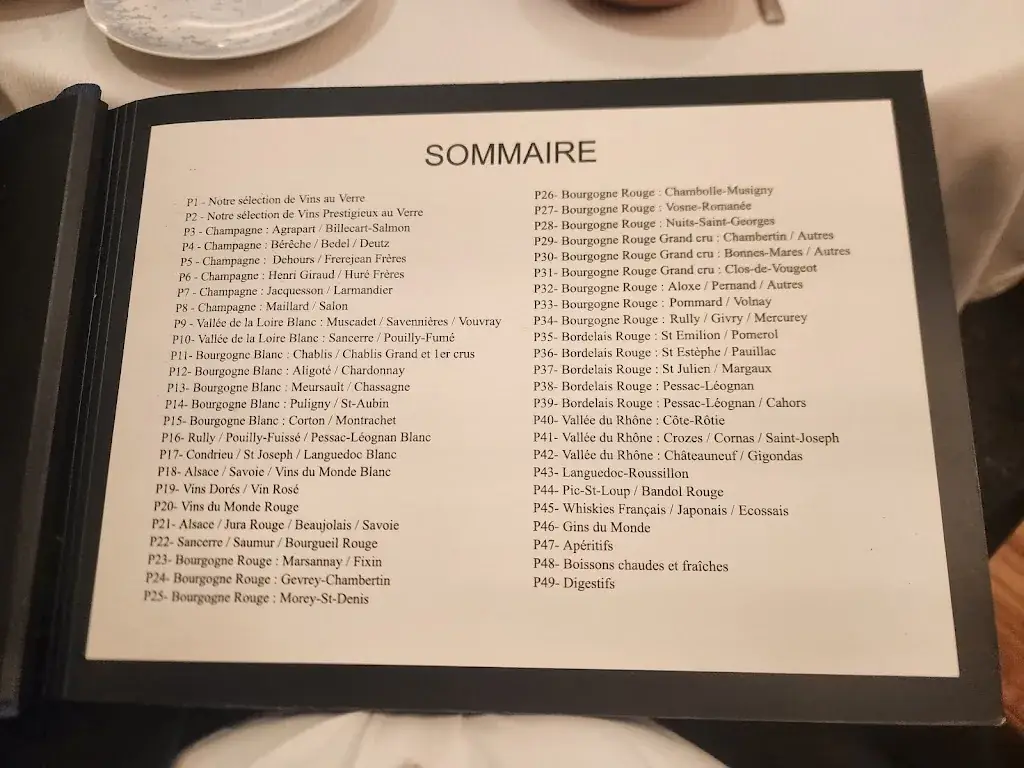 SOMMAIRE
P1 - Notre sélection de Vins au Verre
P2 - Notre sélection de Vins Prestigieux au Verre
P3 - Champagne : Agrapart / Billecart-Salmon
P4 - Champagne : Bérêche / Bedel / Deutz
P5 - Champagne : Dehours / Frerejean Frères
P6 - Champagne : Henri Giraud / Huré Frères
P7 - Champagne : Jacquesson / Larmandier
P8 - Champagne : Maillard / Salon
P9 - Vallée de la Loire Blanc : Muscadet / Savennières / Vouvray
P10- Vallée de la Loire Blanc : Sancerre / Pouilly-Fumé
P11- Bourgogne Blanc : Chablis / Chablis Grand et 1er crus
P12- Bourgogne Blanc : Aligoté / Chardonnay
P13- Bourgogne Blanc : Meursault / Chassagne
P14- Bourgogne Blanc : Puligny / St-Aubin
P15- Bourgogne Blanc : Corton / Montrachet
P16- Rully / Pouilly-Fuissé / Pessac-Léognan Blanc
P17- Condrieu / St Joseph / Languedoc Blanc
P18- Alsace / Savoie / Vins du Monde Blanc
P19- Vins Dorés / Vin Rosé
P20- Vins du Monde Rouge
P21- Alsace / Jura Rouge / Beaujolais / Savoie
P22- Sancerre / Saumur / Bourgueil Rouge
P23- Bourgogne Rouge : Marsannay / Fixin
P24- Bourgogne Rouge : Gevrey-Chambertin
P25- Bourgogne Rouge : Morey-St-Denis
P26- Bourgogne Rouge : Chambolle-Musigny
P27- Bourgogne Rouge : Vosne-Romanée
P28- Bourgogne Rouge : Nuits-Saint-Georges
P29- Bourgogne Rouge Grand cru : Chambertin / Autres
P30- Bourgogne Rouge Grand cru : Bonnes-Mares / Autres
P31- Bourgogne Rouge Grand cru : Clos-de-Vougeot
P32- Bourgogne Rouge : Aloxe / Pernand / Autres
P33- Bourgogne Rouge : Pommard / Volnay
P34- Bourgogne Rouge : Rully / Givry / Mercurey
P35- Bordelais Rouge : St Emilion / Pomerol
P36- Bordelais Rouge : St Estèphe / Pauillac
P37- Bordelais Rouge : St Julien / Margaux
P38- Bordelais Rouge : Pessac-Léognan
P39- Bordelais Rouge : Pessac-Léognan / Cahors
P40- Vallée du Rhône : Côte-Rôtie
P41- Vallée du Rhône : Crozes / Cornas / Saint-Joseph
P42- Vallée du Rhône : Châteauneuf / Gigondas
P43- Languedoc-Roussillon
P44- Pic-St-Loup / Bandol Rouge
P45- Whiskies Français / Japonais / Ecossais
P46- Gins du Monde
P47- Apéritifs
P48- Boissons chaudes et fraîches
P49- Digestifs